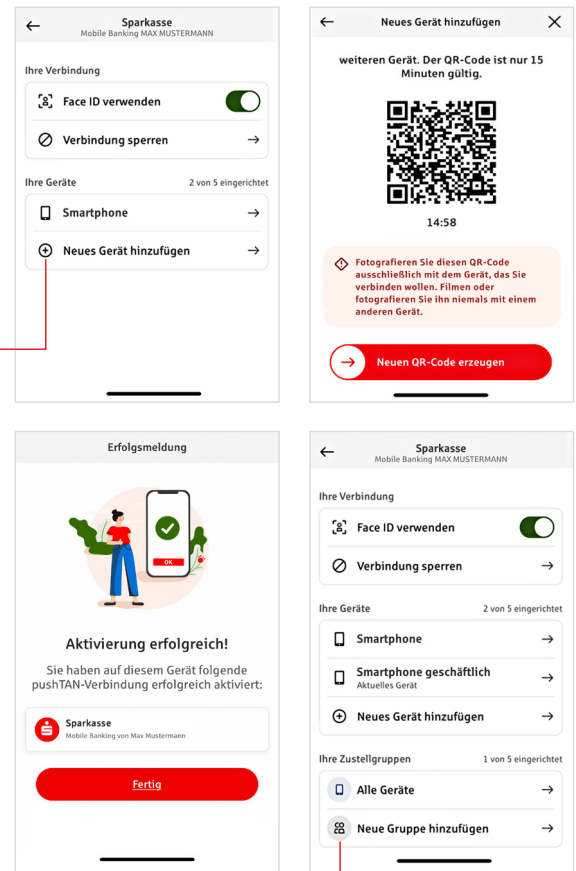 Sparkasse
Mobile Banking MAX MUSTERMANN
Ihre Verbindung
Face ID verwenden
Verbindung sperren
Ihre Geräte 2 von 5 eingerichtet
Smartphone
Neues Gerät hinzufügen
Neues Gerät hinzufügen
weiteren Gerät. Der QR-Code ist nur 15
Minuten gültig.
14:58
Fotografieren Sie diesen QR-Code
ausschließlich mit dem Gerät, das Sie
verbinden wollen. Filmen oder
fotografieren Sie ihn niemals mit einem
anderen Gerät.
Neuen QR-Code erzeugen
Erfolgsmeldung
OK
Aktivierung erfolgreich!
Sie haben auf diesem Gerät folgende
pushTAN-Verbindung erfolgreich aktiviert:
Sparkasse
Mobile Banking von Max Mustermann
Fertig
Sparkasse
Mobile Banking MAX MUSTERMANN
Ihre Verbindung
Face ID verwenden
Verbindung sperren
Ihre Geräte 2 von 5 eingerichtet
Smartphone
Smartphone geschäftlich
Aktuelles Gerät
Neues Gerät hinzufügen
Ihre Zustellgruppen 1 von 5 eingerichtet
Alle Geräte
Neue Gruppe hinzufügen